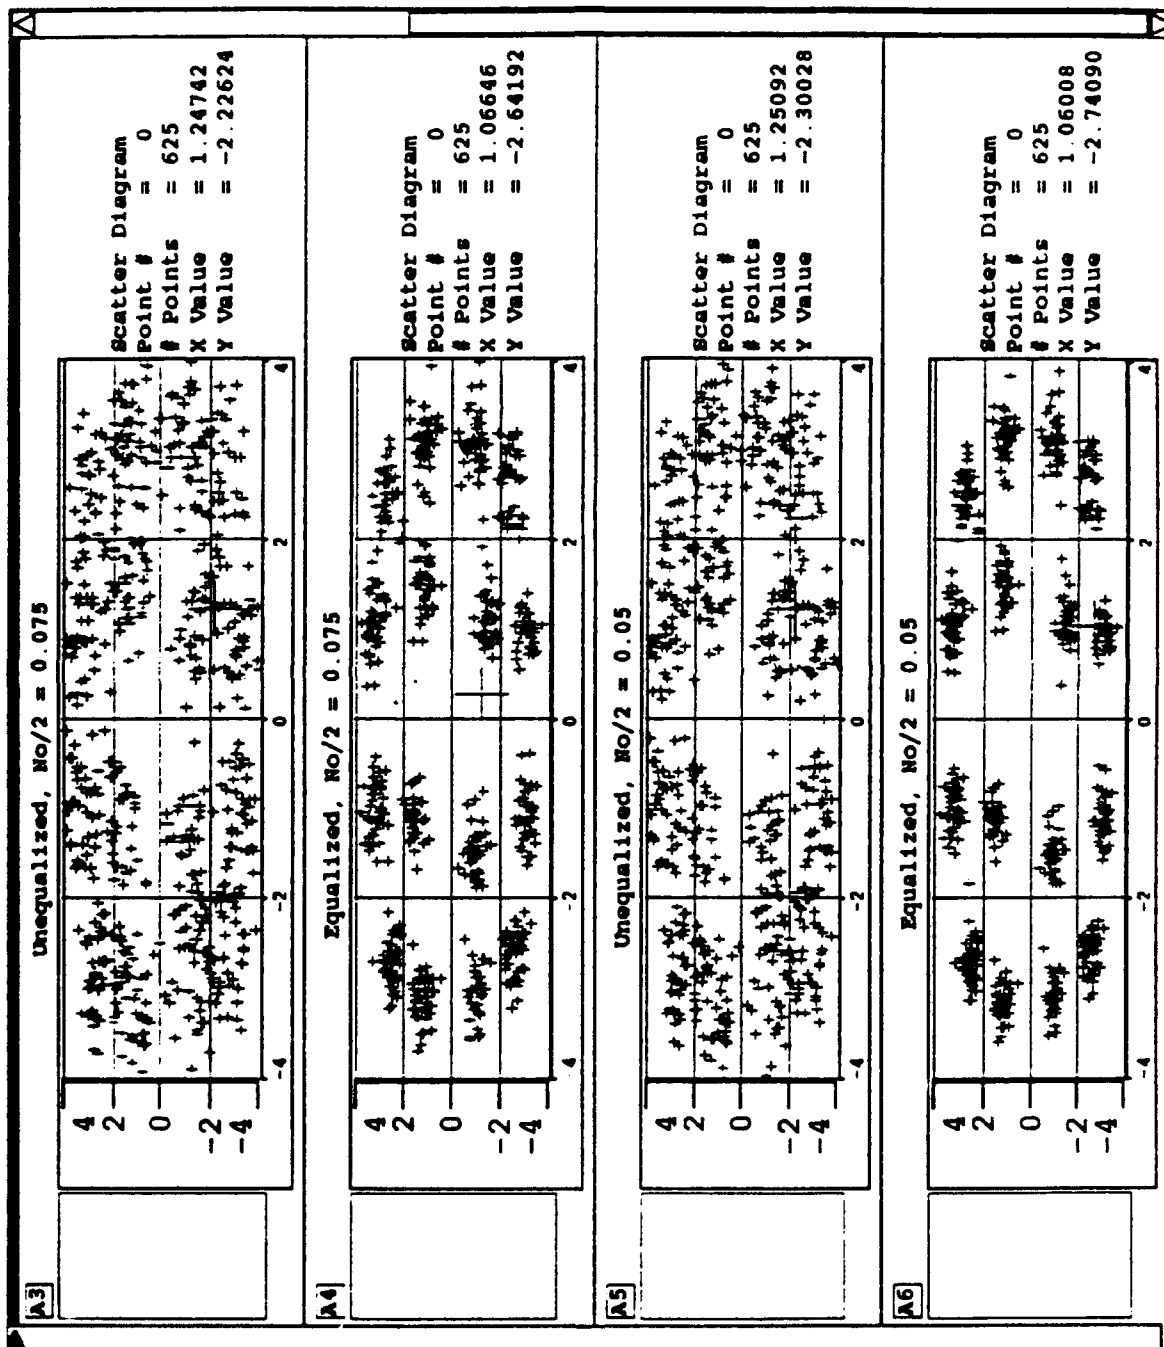 A3
Unequalized, No/2 = 0.075
4
2
0
-2
-4
-4
-2
0
2
4
Scatter Diagram
Point # = 0
# Points = 625
X Value = 1.24742
Y Value = -2.22624
A4
Equalized, No/2 = 0.075
4
2
0
-2
-4
-4
-2
0
2
4
Scatter Diagram
Point # = 0
# Points = 625
X Value = 1.06646
Y Value = -2.64192
A5
Unequalized, No/2 = 0.05
4
2
0
-2
-4
-4
-2
0
2
4
Scatter Diagram
Point # = 0
# Points = 625
X Value = 1.25092
Y Value = -2.30028
A6
Equalized, No/2 = 0.05
4
2
0
-2
-4
-4
-2
0
2
4
Scatter Diagram
Point # = 0
# Points = 625
X Value = 1.06008
Y Value = -2.74090